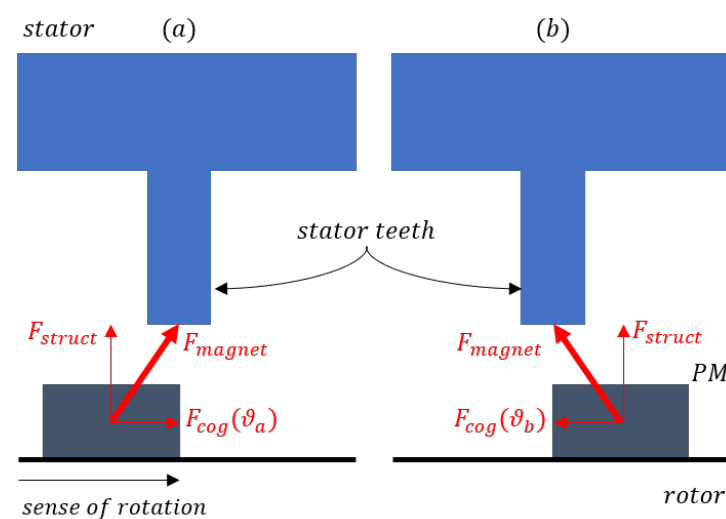 stator (a) (b)
stator teeth
F_struct F_magnet F_magnet F_struct
PM
F_cog(ϑ_a) F_cog(ϑ_b)
sense of rotation rotor